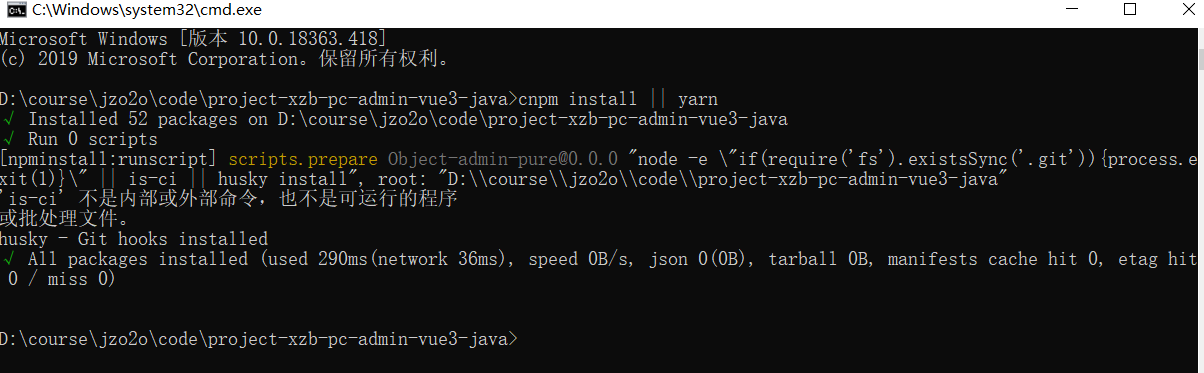 C:\Windows\system32\cmd.exe
Microsoft Windows [版本 10.0.18363.418]
(c) 2019 Microsoft Corporation。保留所有权利。
D:\course\jzo2o\code\project-xzb-pc-admin-vue3-java>cnpm install || yarn
√ Installed 52 packages on D:\course\jzo2o\code\project-xzb-pc-admin-vue3-java
√ Run 0 scripts
[npminstall:runscript] scripts.prepare Object-admin-pure@0.0.0 "node -e \"if(require('fs').existsSync('.git')){process.e
xit(1)}\" || is-ci || husky install", root: "D:\\course\\jzo2o\\code\\project-xzb-pc-admin-vue3-java"
'is-ci' 不是内部或外部命令，也不是可运行的程序
或批处理文件。
husky - Git hooks installed
√ All packages installed (used 290ms(network 36ms), speed 0B/s, json 0(0B), tarball 0B, manifests cache hit 0, etag hit
0 / miss 0)
D:\course\jzo2o\code\project-xzb-pc-admin-vue3-java>